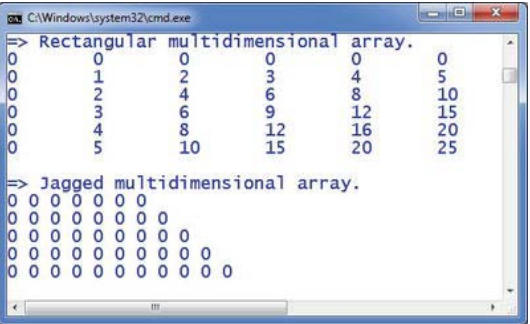 C:\Windows\system32\cmd.exe
=> Rectangular multidimensional array.
0 0 0 0 0 0
0 1 2 3 4 5
0 2 4 6 8 10
0 3 6 9 12 15
0 4 8 12 16 20
0 5 10 15 20 25
=> Jagged multidimensional array.
0 0 0 0 0 0 0
0 0 0 0 0 0 0 0
0 0 0 0 0 0 0 0 0
0 0 0 0 0 0 0 0 0 0
0 0 0 0 0 0 0 0 0 0 0